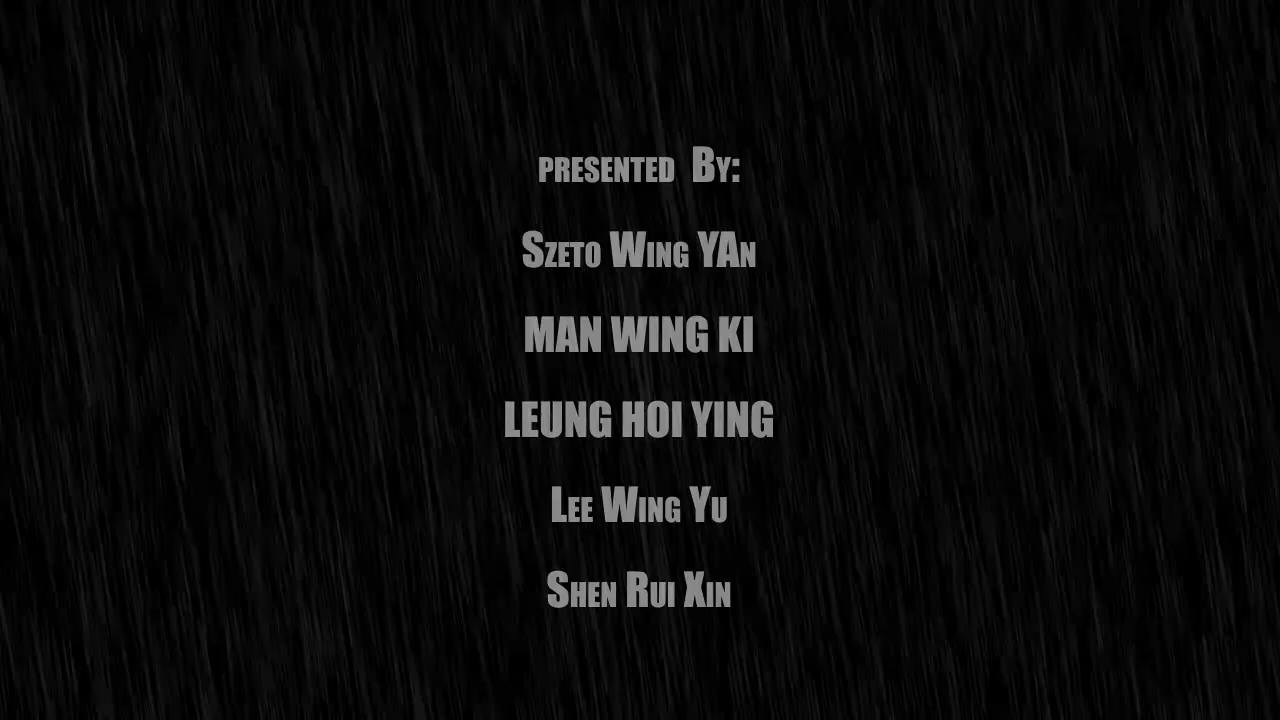 PRESENTED By:
Szeto Wing YAn
MAN WING KI
LEUNG HOI YING
Lee Wing Yu
Shen Rui Xin